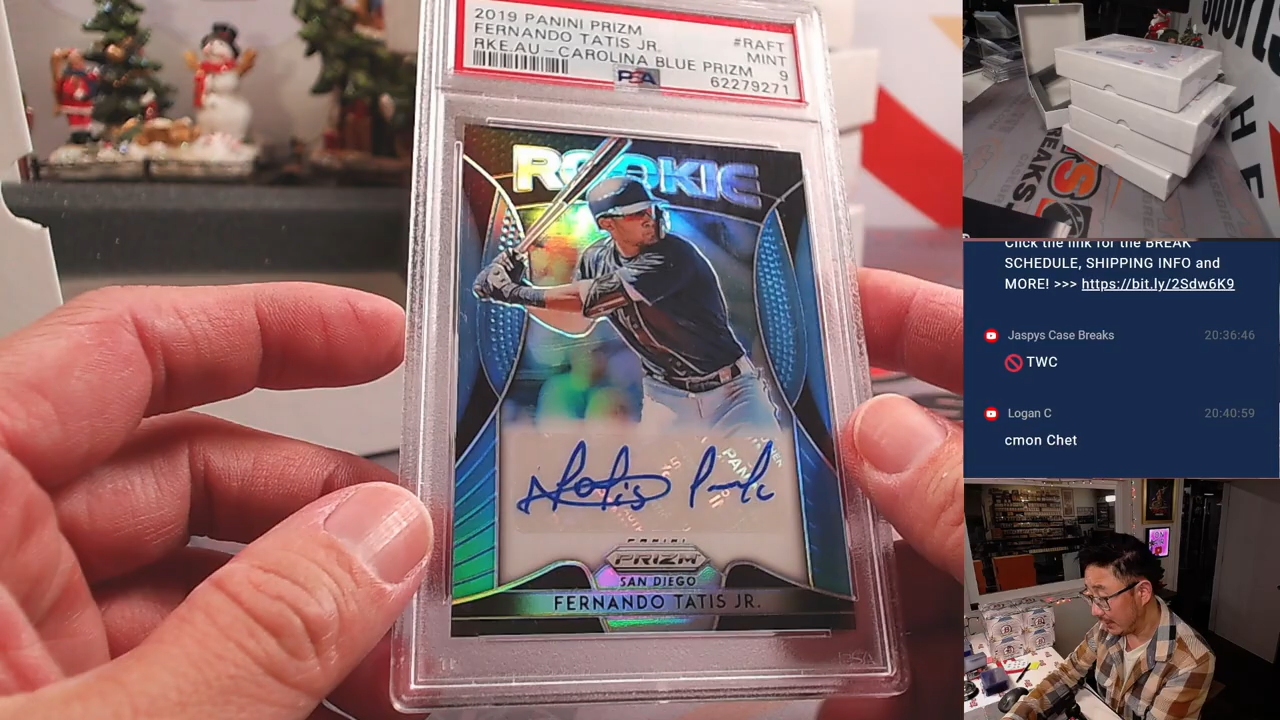 2019 PANINI PRIZM #RAFT
FERNANDO TATIS JR. MINT
RKE.AU-CAROLINA BLUE PRIZM 9
PSA
62279271
ROOKIE
PANINI
PRIZM
SAN DIEGO
FERNANDO TATIS JR.
Click the link for the BREAK
SCHEDULE, SHIPPING INFO and
MORE! >>> https://bit.ly/2Sdw6K9
Jaspys Case Breaks 20:36:46
TWC
Logan C 20:40:59
cmon Chet